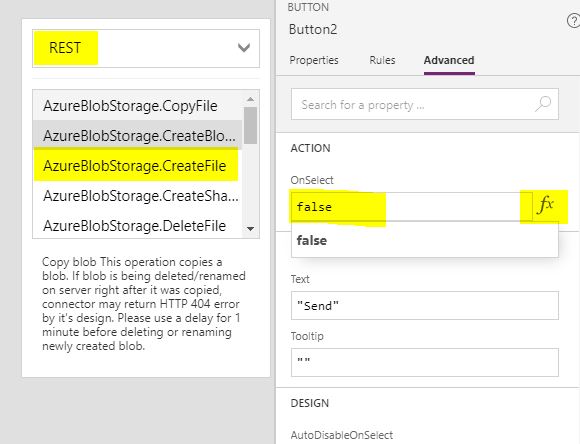 REST
AzureBlobStorage.CopyFile
AzureBlobStorage.CreateBlo...
AzureBlobStorage.CreateFile
AzureBlobStorage.CreateSha...
AzureBlobStorage.DeleteFile
Copy blob This operation copies a
blob. If blob is being deleted/renamed
on server right after it was copied,
connector may return HTTP 404 error
by it's design. Please use a delay for 1
minute before deleting or renaming
newly created blob.
BUTTON
Button2
?
Properties Rules Advanced
Search for a property ...
ACTION
OnSelect
false
fx
false
Text
"Send"
Tooltip
""
DESIGN
AutoDisableOnSelect